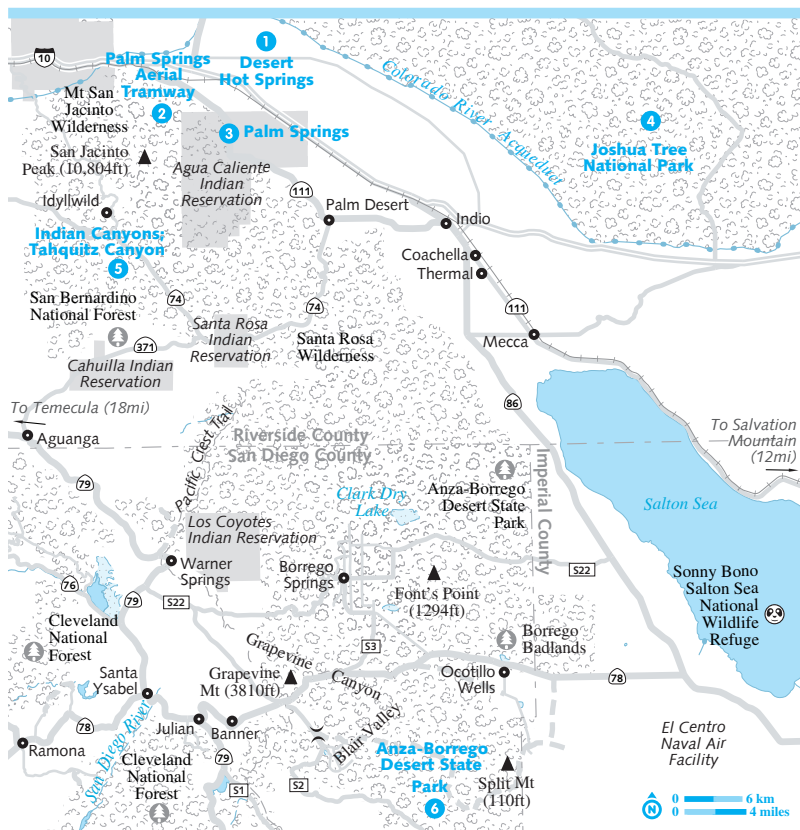 10
Palm Springs
Aerial
Tramway
2
1
Desert
Hot Springs
Mt San
Jacinto
Wilderness
3 Palm Springs
Colorado River Acqueduct
4
Joshua Tree
National Park
San Jacinto
Peak (10,804ft)
Agua Caliente
Indian
Reservation
111
Idyllwild
Palm Desert
Indio
Indian Canyons;
Tahquitz Canyon
5
Coachella
Thermal
San Bernardino
National Forest
74
74
111
Santa Rosa
Indian
Reservation
Santa Rosa
Wilderness
Mecca
371
Cahuilla Indian
Reservation
86
To Temecula (18mi)
Aguanga
Pacific Crest Trail
Riverside County
San Diego County
Imperial County
To Salvation
Mountain
(12mi)
79
Clark Dry
Lake
Anza-Borrego
Desert State
Park
Salton Sea
Los Coyotes
Indian Reservation
Warner
Springs
Borrego
Springs
Font's Point
(1294ft)
S22
Sonny Bono
Salton Sea
National
Wildlife
Refuge
76
79
S22
Cleveland
National
Forest
S3
Borrego
Badlands
Grapevine Canyon
Grapevine
Mt (3810ft)
Ocotillo
Wells
78
Santa
Ysabel
78
Julian
Banner
Blair Valley
Ramona
San Diego River
79
Cleveland
National
Forest
S1
S2
Anza-Borrego
Desert State
Park
6
Split Mt
(110ft)
El Centro
Naval Air
Facility
N
0 6 km
0 4 miles